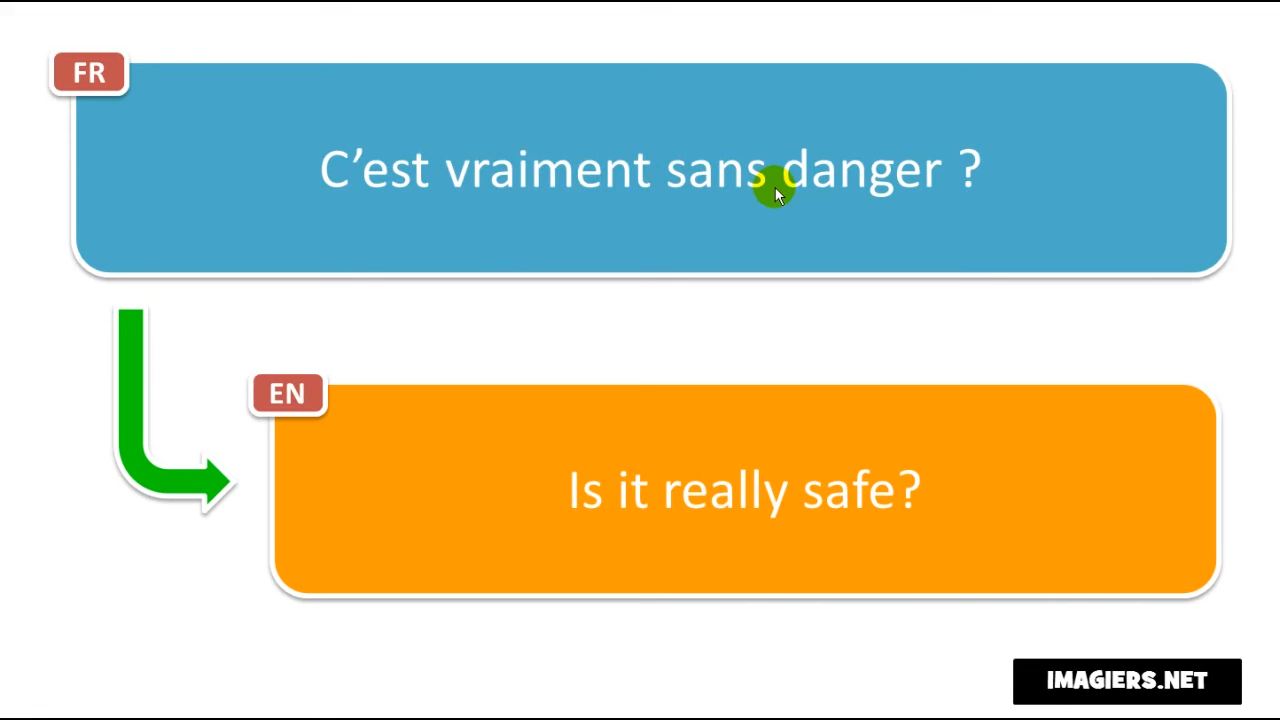 FR
C’est vraiment sans danger ?
EN
Is it really safe?
IMAGIERS.NET